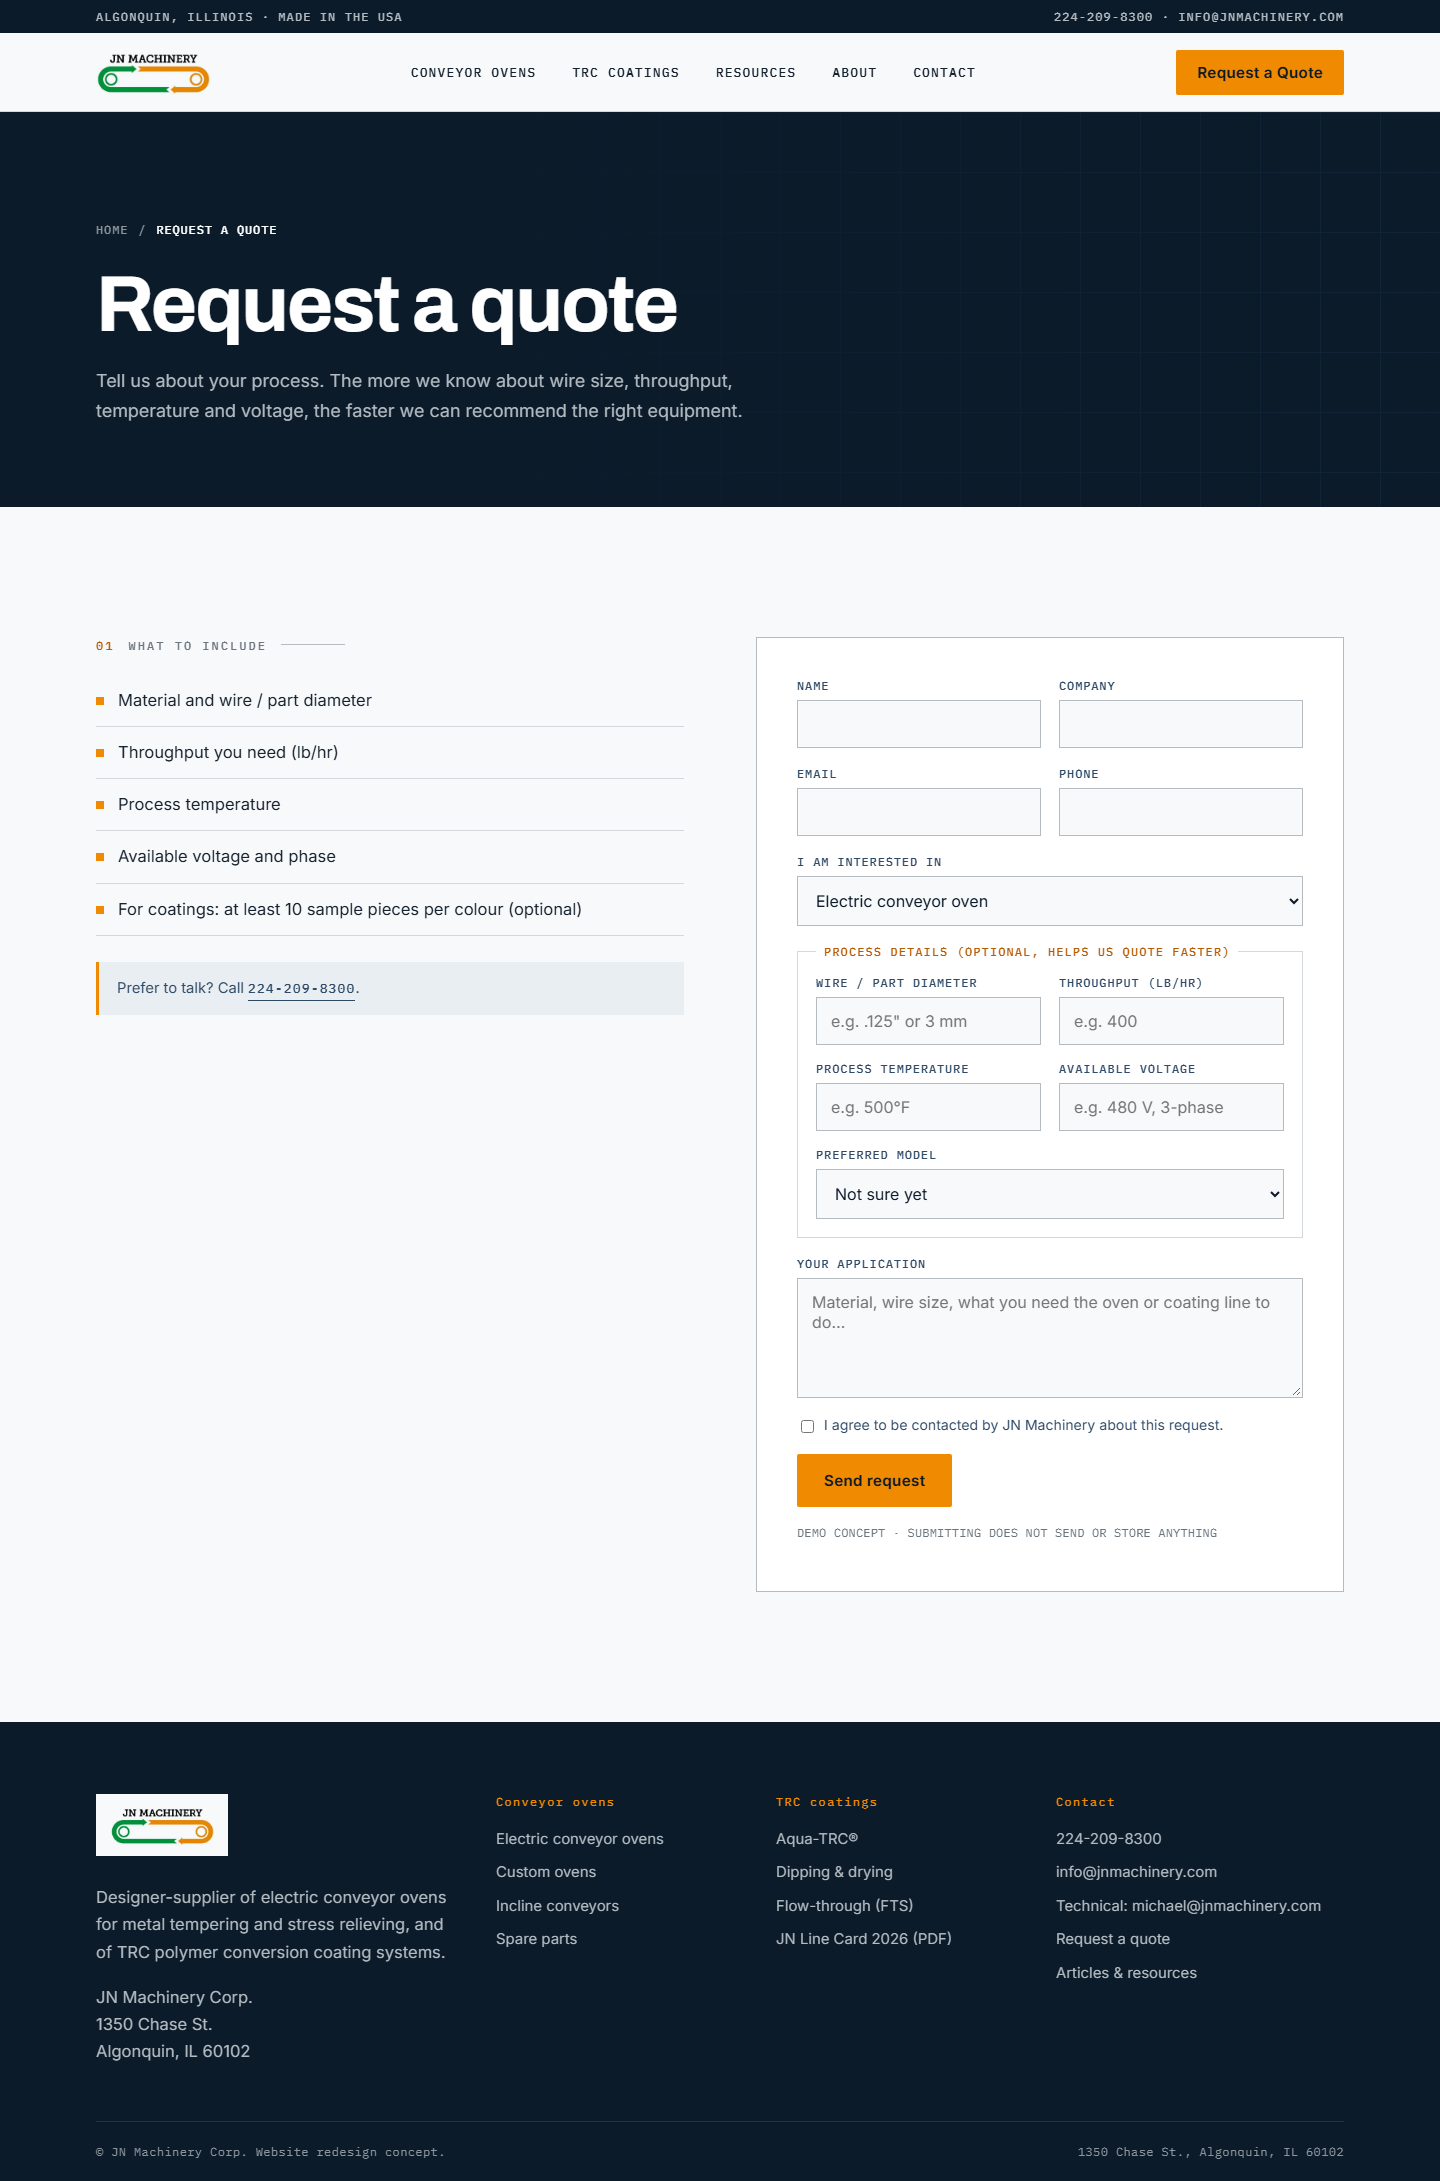 ALGONQUIN, ILLINOIS · MADE IN THE USA
224-209-8300 · INFO@JNMACHINERY.COM
JN MACHINERY
CONVEYOR OVENS
TRC COATINGS
RESOURCES
ABOUT
CONTACT
Request a Quote
HOME / REQUEST A QUOTE
Request a quote
Tell us about your process. The more we know about wire size, throughput,
temperature and voltage, the faster we can recommend the right equipment.
01 WHAT TO INCLUDE
Material and wire / part diameter
Throughput you need (lb/hr)
Process temperature
Available voltage and phase
For coatings: at least 10 sample pieces per colour (optional)
Prefer to talk? Call 224-209-8300.
NAME
COMPANY
EMAIL
PHONE
I AM INTERESTED IN
Electric conveyor oven
PROCESS DETAILS (OPTIONAL, HELPS US QUOTE FASTER)
WIRE / PART DIAMETER
THROUGHPUT (LB/HR)
e.g. .125" or 3 mm
e.g. 400
PROCESS TEMPERATURE
AVAILABLE VOLTAGE
e.g. 500°F
e.g. 480 V, 3-phase
PREFERRED MODEL
Not sure yet
YOUR APPLICATION
Material, wire size, what you need the oven or coating line to
do...
I agree to be contacted by JN Machinery about this request.
Send request
DEMO CONCEPT · SUBMITTING DOES NOT SEND OR STORE ANYTHING
JN MACHINERY
Designer-supplier of electric conveyor ovens
for metal tempering and stress relieving, and
of TRC polymer conversion coating systems.
JN Machinery Corp.
1350 Chase St.
Algonquin, IL 60102
Conveyor ovens
Electric conveyor ovens
Custom ovens
Incline conveyors
Spare parts
TRC coatings
Aqua-TRC®
Dipping & drying
Flow-through (FTS)
JN Line Card 2026 (PDF)
Contact
224-209-8300
info@jnmachinery.com
Technical: michael@jnmachinery.com
Request a quote
Articles & resources
© JN Machinery Corp. Website redesign concept.
1350 Chase St., Algonquin, IL 60102